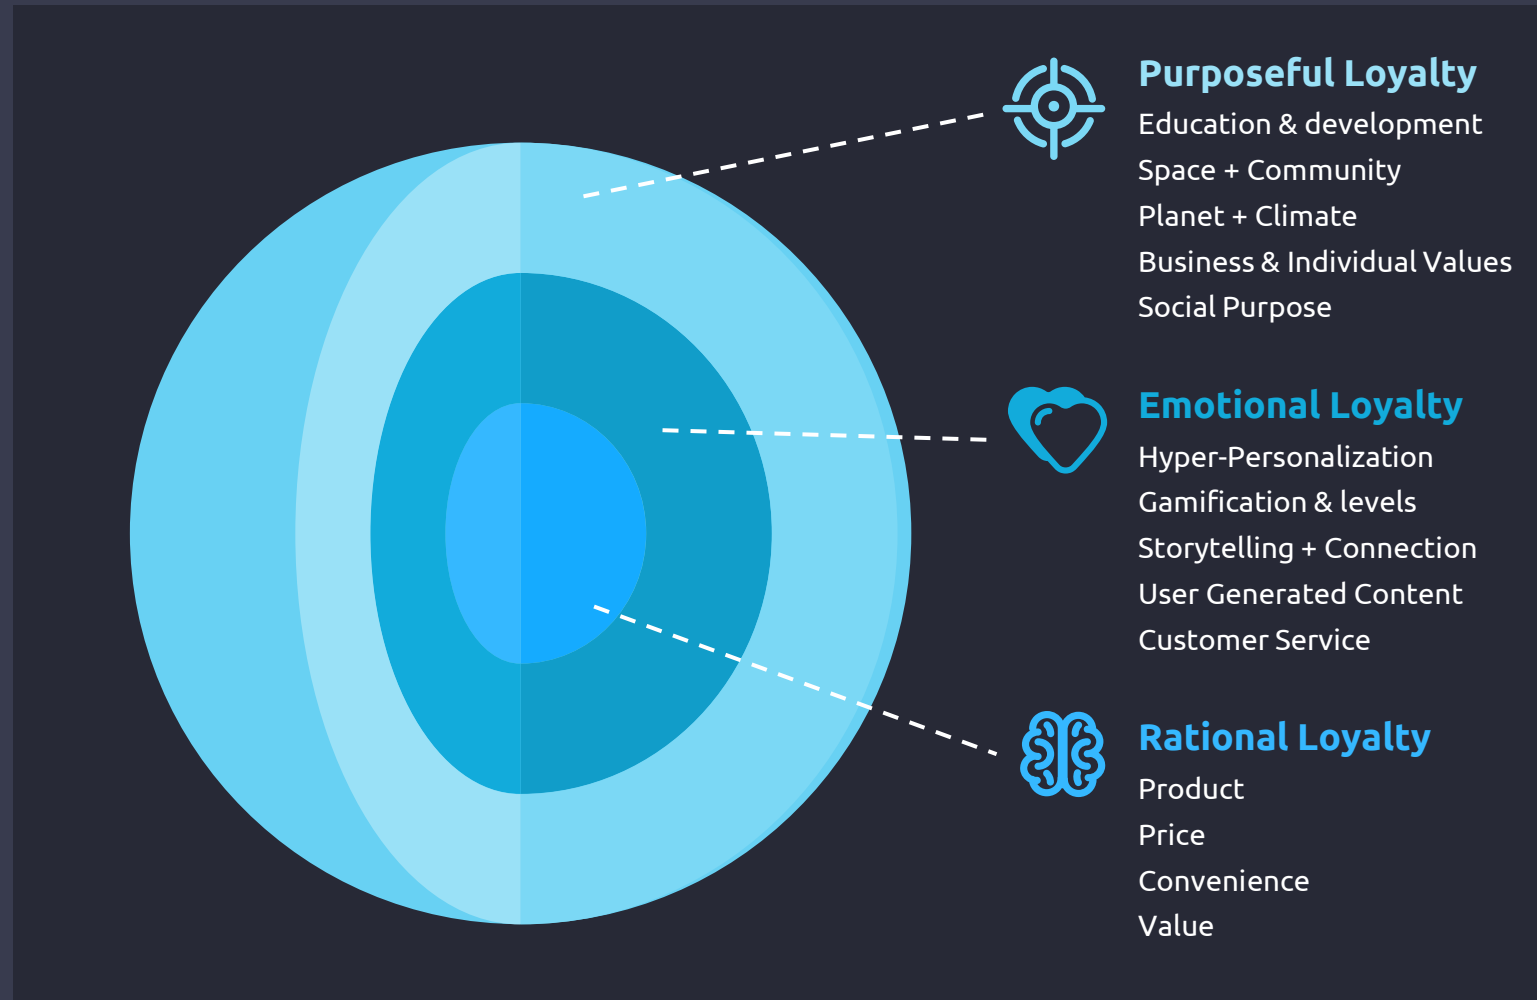 Purposeful Loyalty
Education & development
Space + Community
Planet + Climate
Business & Individual Values
Social Purpose
Emotional Loyalty
Hyper-Personalization
Gamification & levels
Storytelling + Connection
User Generated Content
Customer Service
Rational Loyalty
Product
Price
Convenience
Value